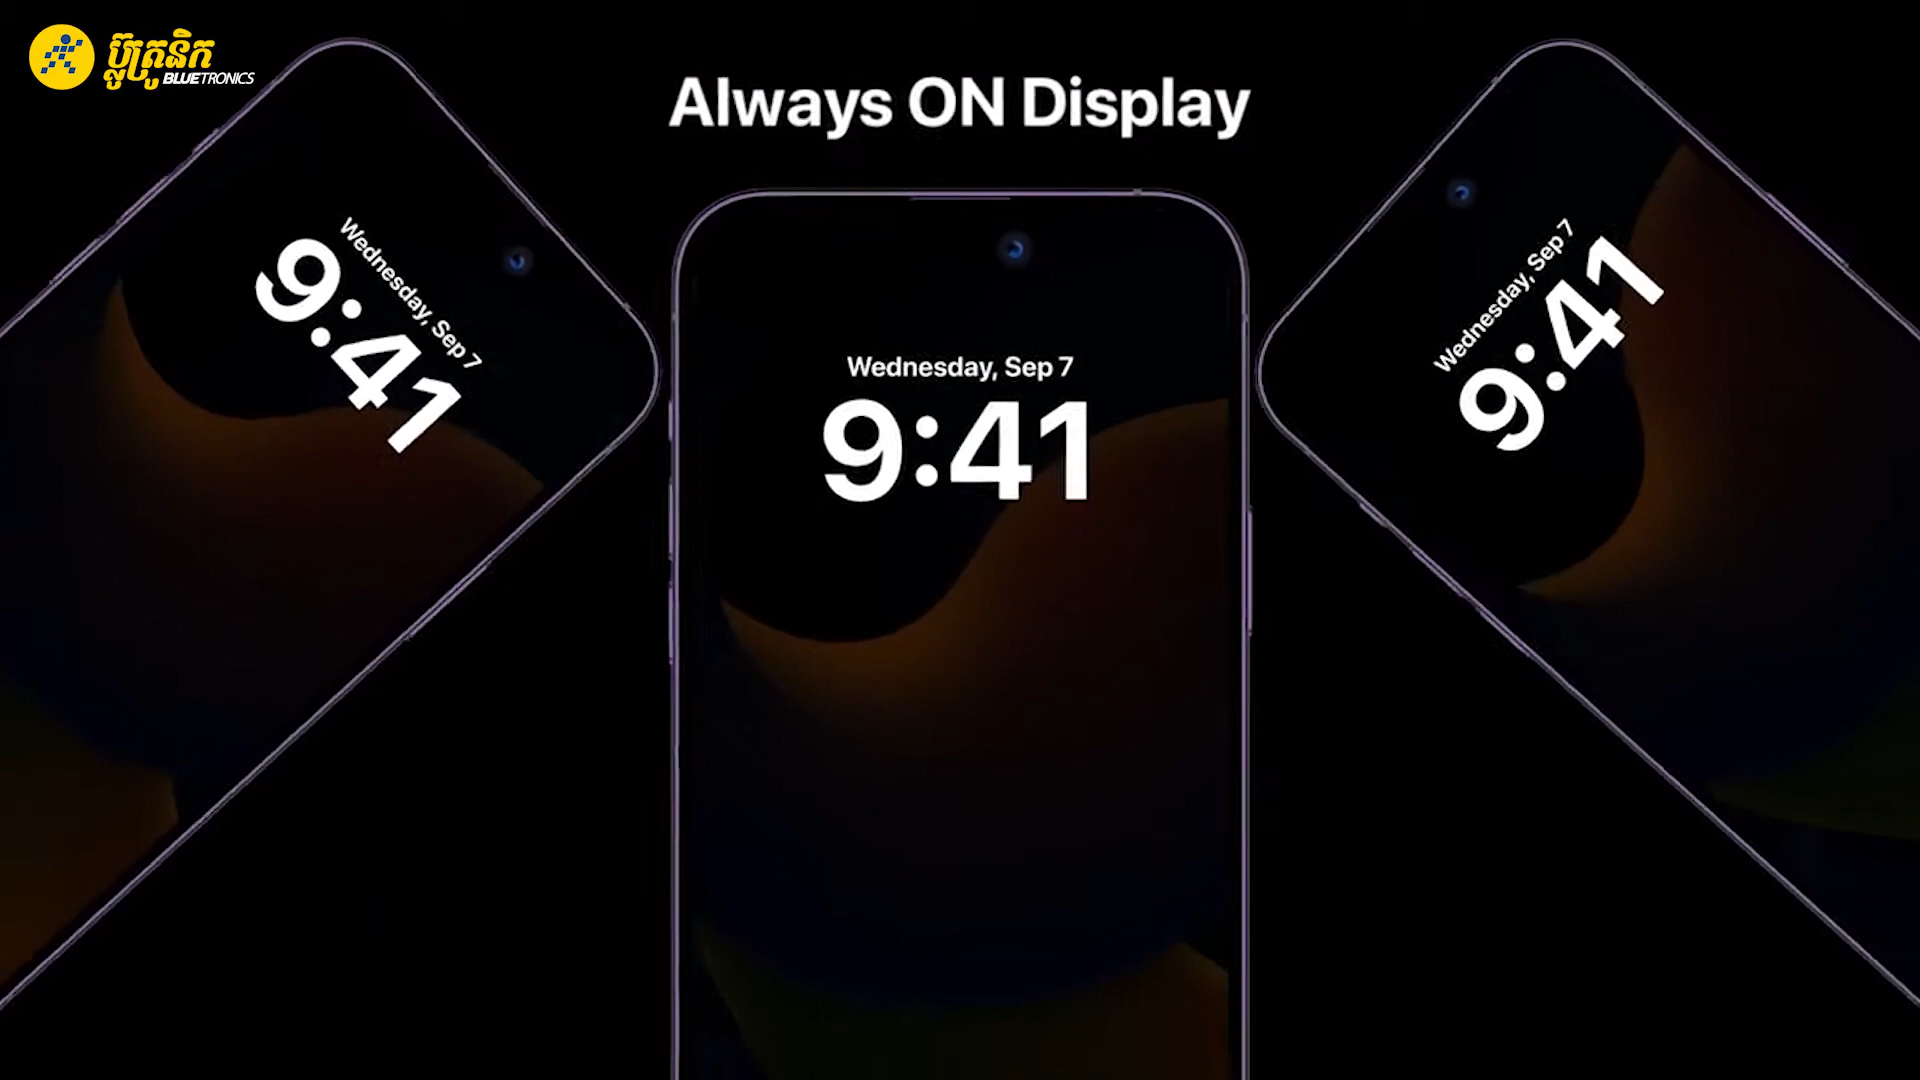 ប៊្លូត្រូនិក
BLUETRONICS
Always ON Display
Wednesday, Sep 7
9:41
Wednesday, Sep 7
9:41
Wednesday, Sep 7
9:41